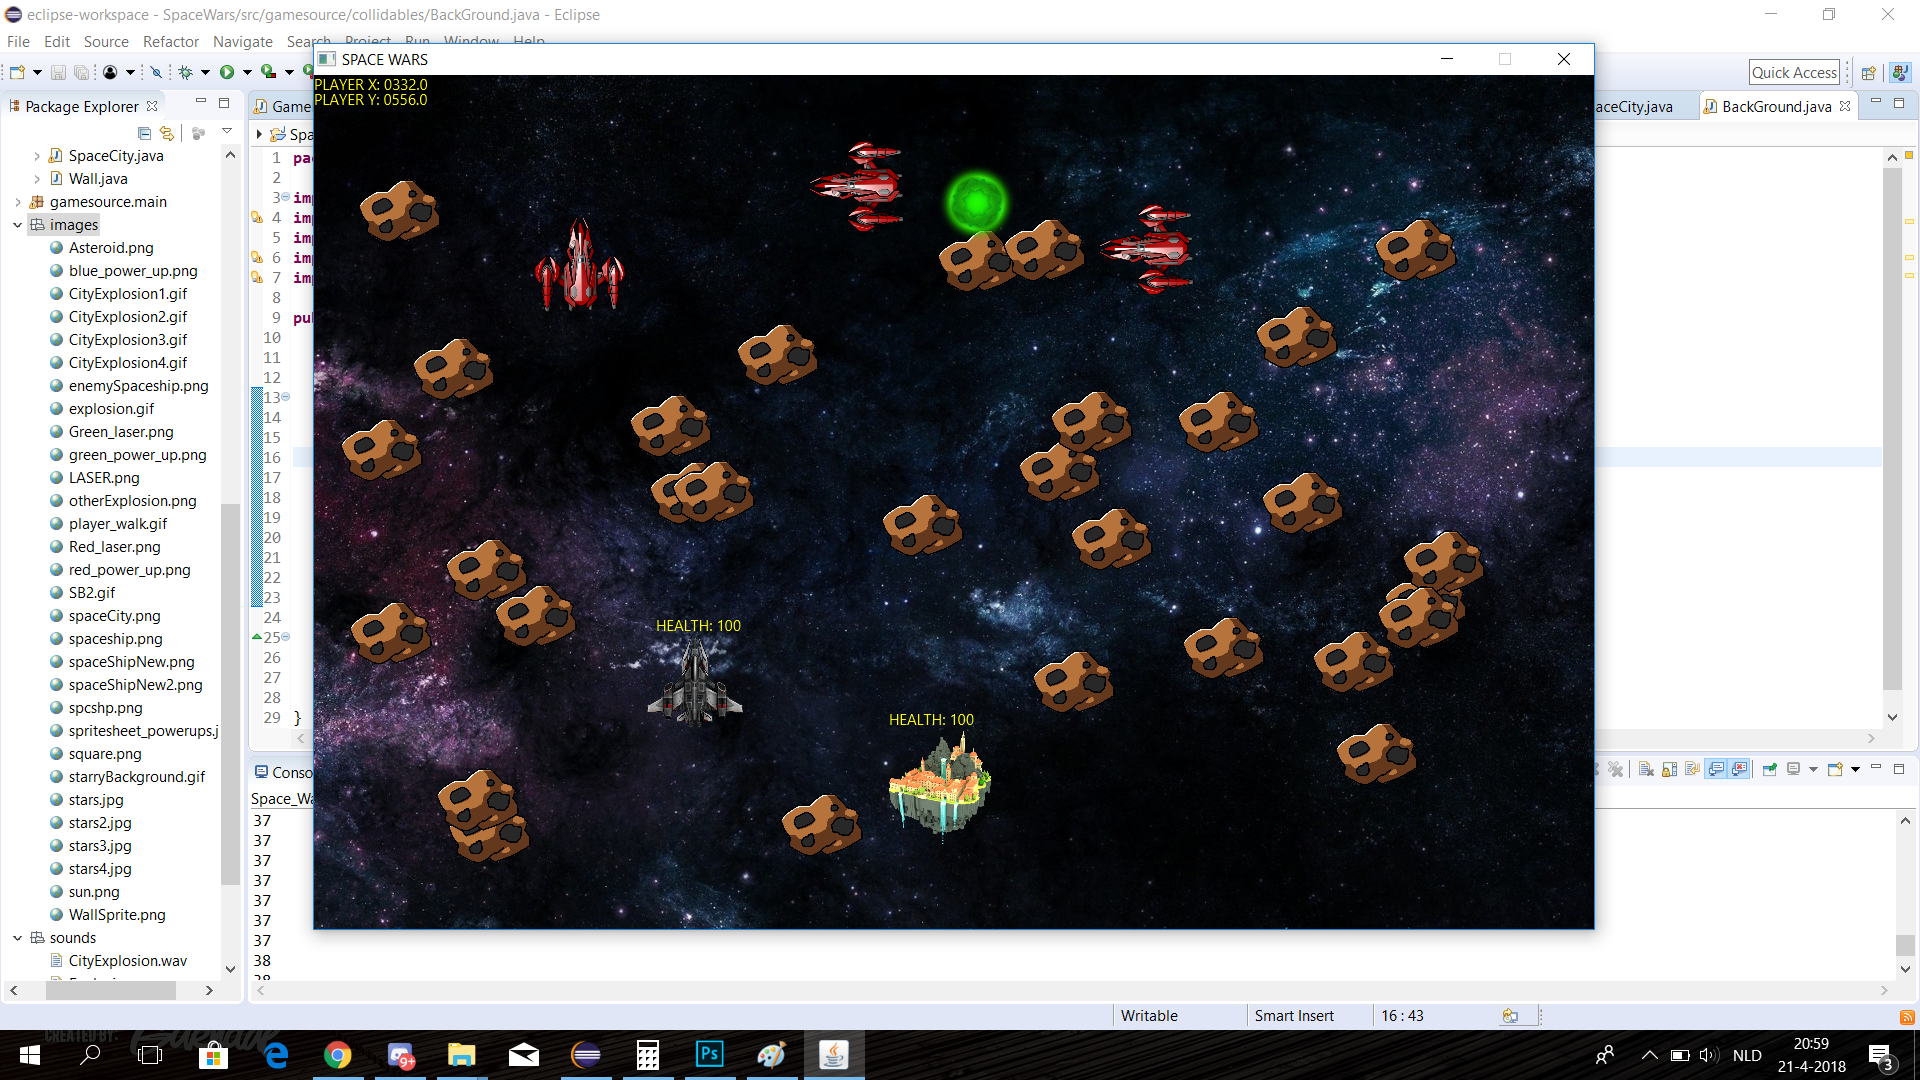 eclipse-workspace - SpaceWars/src/gamesource/collidables/BackGround.java - Eclipse
File Edit Source Refactor Navigate Search Project Run Window Help
SPACE WARS
Quick Access
Package Explorer
Game
aceCity.java
BackGround.java
Spa
PLAYER X: 0332.0
PLAYER Y: 0556.0
SpaceCity.java
Wall.java
gamesource.main
images
Asteroid.png
blue_power_up.png
CityExplosion1.gif
CityExplosion2.gif
CityExplosion3.gif
CityExplosion4.gif
enemySpaceship.png
explosion.gif
Green_laser.png
green_power_up.png
LASER.png
otherExplosion.png
player_walk.gif
Red_laser.png
red_power_up.png
SB2.gif
spaceCity.png
spaceship.png
spaceShipNew.png
spaceShipNew2.png
spcshp.png
spritesheet_powerups.j
square.png
starryBackground.gif
stars.jpg
stars2.jpg
stars3.jpg
stars4.jpg
sun.png
WallSprite.png
sounds
CityExplosion.wav
1 pa
2
3 im
4 im
5 im
6 im
7 im
8
9 pu
10
11
12
13
14
15
16
17
18
19
20
21
22
23
24
25
26
27
28
29 }
HEALTH: 100
HEALTH: 100
Conso
Space_Wa
37
37
37
37
37
37
37
38
38
Writable
Smart Insert
16 : 43
CREATED BY:
9+
Ps
NLD
20:59
21-4-2018
3